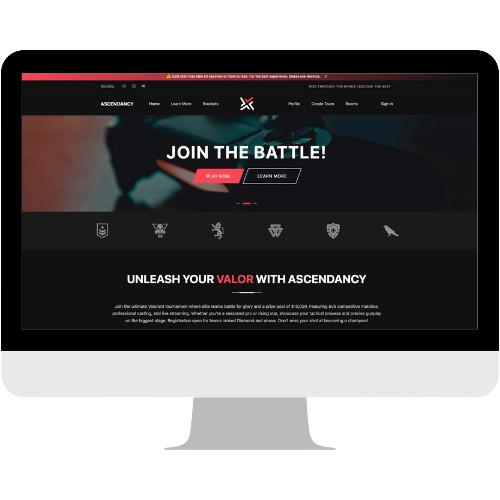 ⚠ Cold start may take 50 seconds or more to load. For the best experience, please use desktop. ✕
Socials:
RISE THROUGH THE RANKS | BECOME THE BEST
ASCENDANCY Home Learn More Brackets Profile Create Team Teams Sign in
JOIN THE BATTLE!
PLAY NOW LEARN MORE
UNLEASH YOUR VALOR WITH ASCENDANCY
Join the ultimate Valorant tournament where elite teams battle for glory and a prize pool of $10,000. Featuring 5v5 competitive matches,
professional casting, and live streaming. Whether you're a seasoned pro or rising star, showcase your tactical prowess and precise gunplay
on the biggest stage. Registration open for teams ranked Diamond and above. Don't miss your shot at becoming a champion!